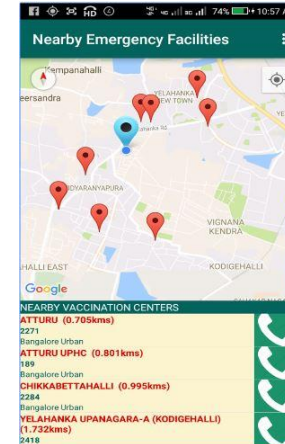 74% 10:57 A
Nearby Emergency Facilities
Kempanahalli
eersandra
YELAHANKA
NEW TOWN
IDYARANYAPURA
VIGNANA
KENDRA
HALLI EAST
KODIGEHALLI
Google
NEARBY VACCINATION CENTERS
ATTURU (0.705kms)
2271
Bangalore Urban
ATTURU UPHC (0.801kms)
189
Bangalore Urban
CHIKKABETTAHALLI (0.995kms)
2284
Bangalore Urban
YELAHANKA UPANAGARA-A (KODIGEHALLI)
(1.732kms)
2418